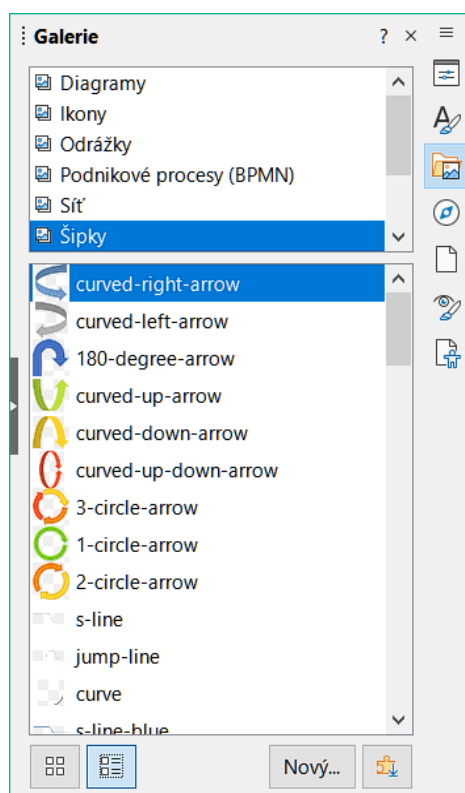 Galerie
Diagramy
Ikony
Odrážky
Podnikové procesy (BPMN)
Síť
Šipky
curved-right-arrow
curved-left-arrow
180-degree-arrow
curved-up-arrow
curved-down-arrow
curved-up-down-arrow
3-circle-arrow
1-circle-arrow
2-circle-arrow
s-line
jump-line
curve
s-line-blue
Nový...